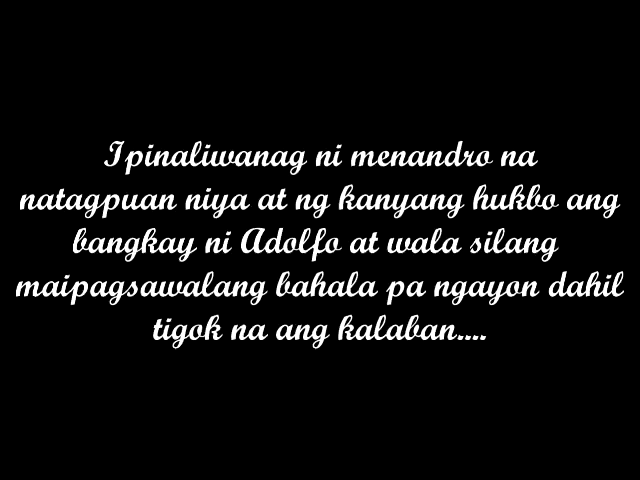 Ipinaliwanag ni menandro na
natagpuan niya at ng kanyang hukbo ang
bangkay ni Adolfo at wala silang
maipagsawalang bahala pa ngayon dahil
tigok na ang kalaban....